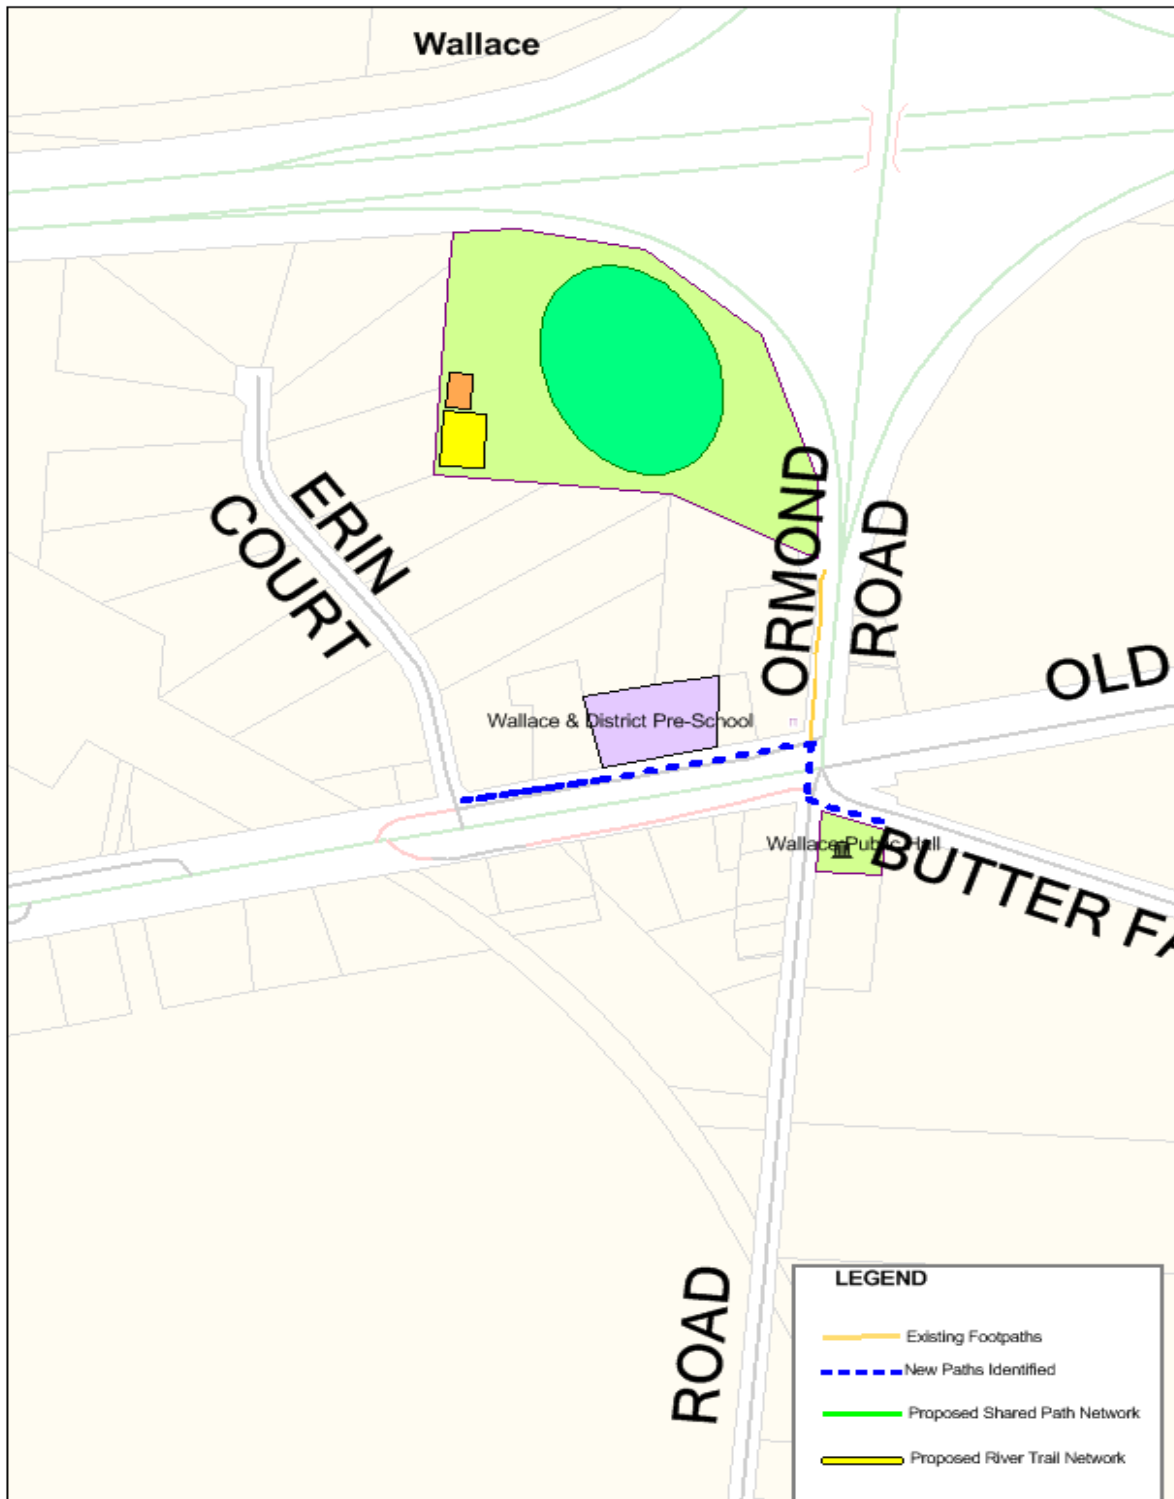 Wallace
ORMOND
ROAD
ERIN
COURT
OLD
Wallace & District Pre-School
Wallace Public Hall
BUTTER FA
ROAD
LEGEND
Existing Footpaths
New Paths Identified
Proposed Shared Path Network
Proposed River Trail Network